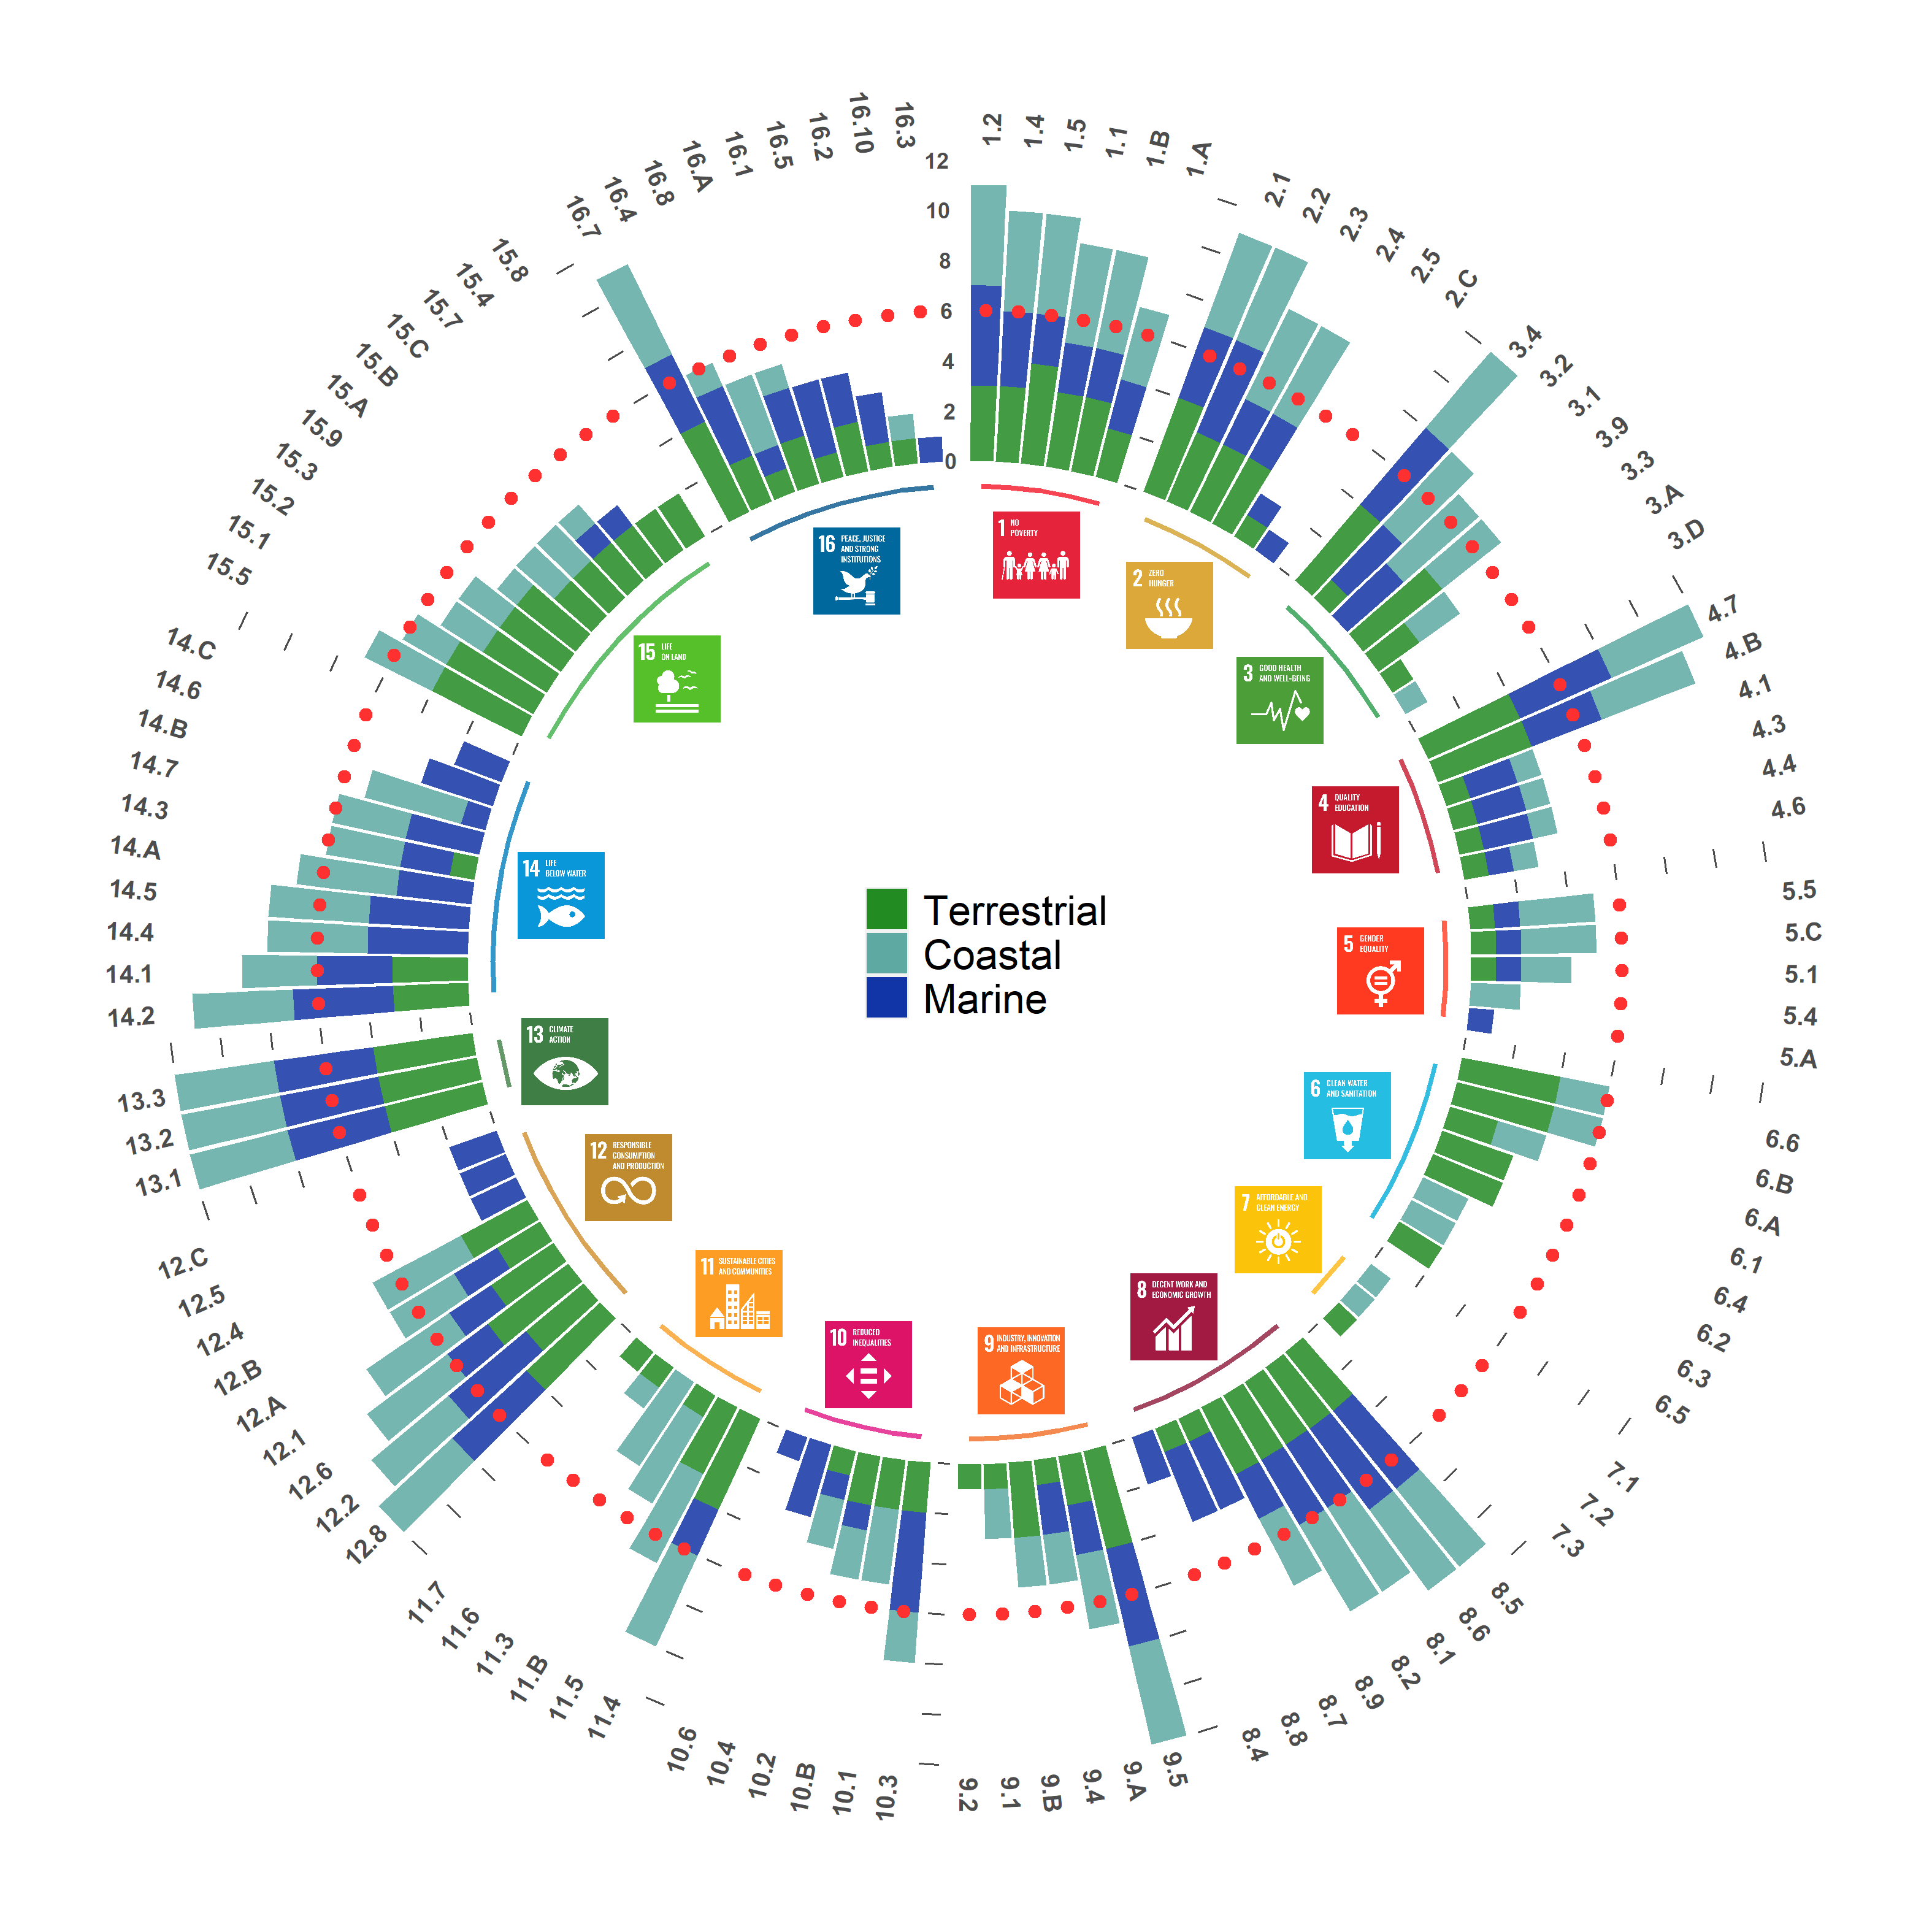 1.2
1.4
1.5
1.1
1.B
1.A
2.1
2.2
2.3
2.4
2.5
2.C
3.4
3.2
3.1
3.9
3.3
3.A
3.D
4.7
4.B
4.1
4.3
4.4
4.6
5.5
5.C
5.1
5.4
5.A
6.6
6.B
6.A
6.1
6.4
6.2
6.3
6.5
7.1
7.2
7.3
8.5
8.6
8.1
8.2
8.9
8.7
8.8
8.4
9.5
9.A
9.4
9.B
9.1
9.2
10.3
10.1
10.B
10.2
10.4
10.6
11.4
11.5
11.B
11.3
11.6
11.7
12.8
12.2
12.6
12.1
12.A
12.B
12.4
12.5
12.C
13.1
13.2
13.3
14.2
14.1
14.4
14.5
14.A
14.3
14.7
14.B
14.6
14.C
15.5
15.1
15.2
15.3
15.9
15.A
15.B
15.C
15.7
15.4
15.8
16.7
16.4
16.8
16.A
16.1
16.5
16.2
16.10
16.3
12
10
8
6
4
2
0
1 NO
POVERTY
2 ZERO
HUNGER
3 GOOD HEALTH
AND WELL-BEING
4 QUALITY
EDUCATION
5 GENDER
EQUALITY
6 CLEAN WATER
AND SANITATION
7 AFFORDABLE AND
CLEAN ENERGY
8 DECENT WORK AND
ECONOMIC GROWTH
9 INDUSTRY, INNOVATION
AND INFRASTRUCTURE
10 REDUCED
INEQUALITIES
11 SUSTAINABLE CITIES
AND COMMUNITIES
12 RESPONSIBLE
CONSUMPTION
AND PRODUCTION
13 CLIMATE
ACTION
14 LIFE
BELOW WATER
15 LIFE
ON LAND
16 PEACE, JUSTICE
AND STRONG
INSTITUTIONS
Terrestrial
Coastal
Marine